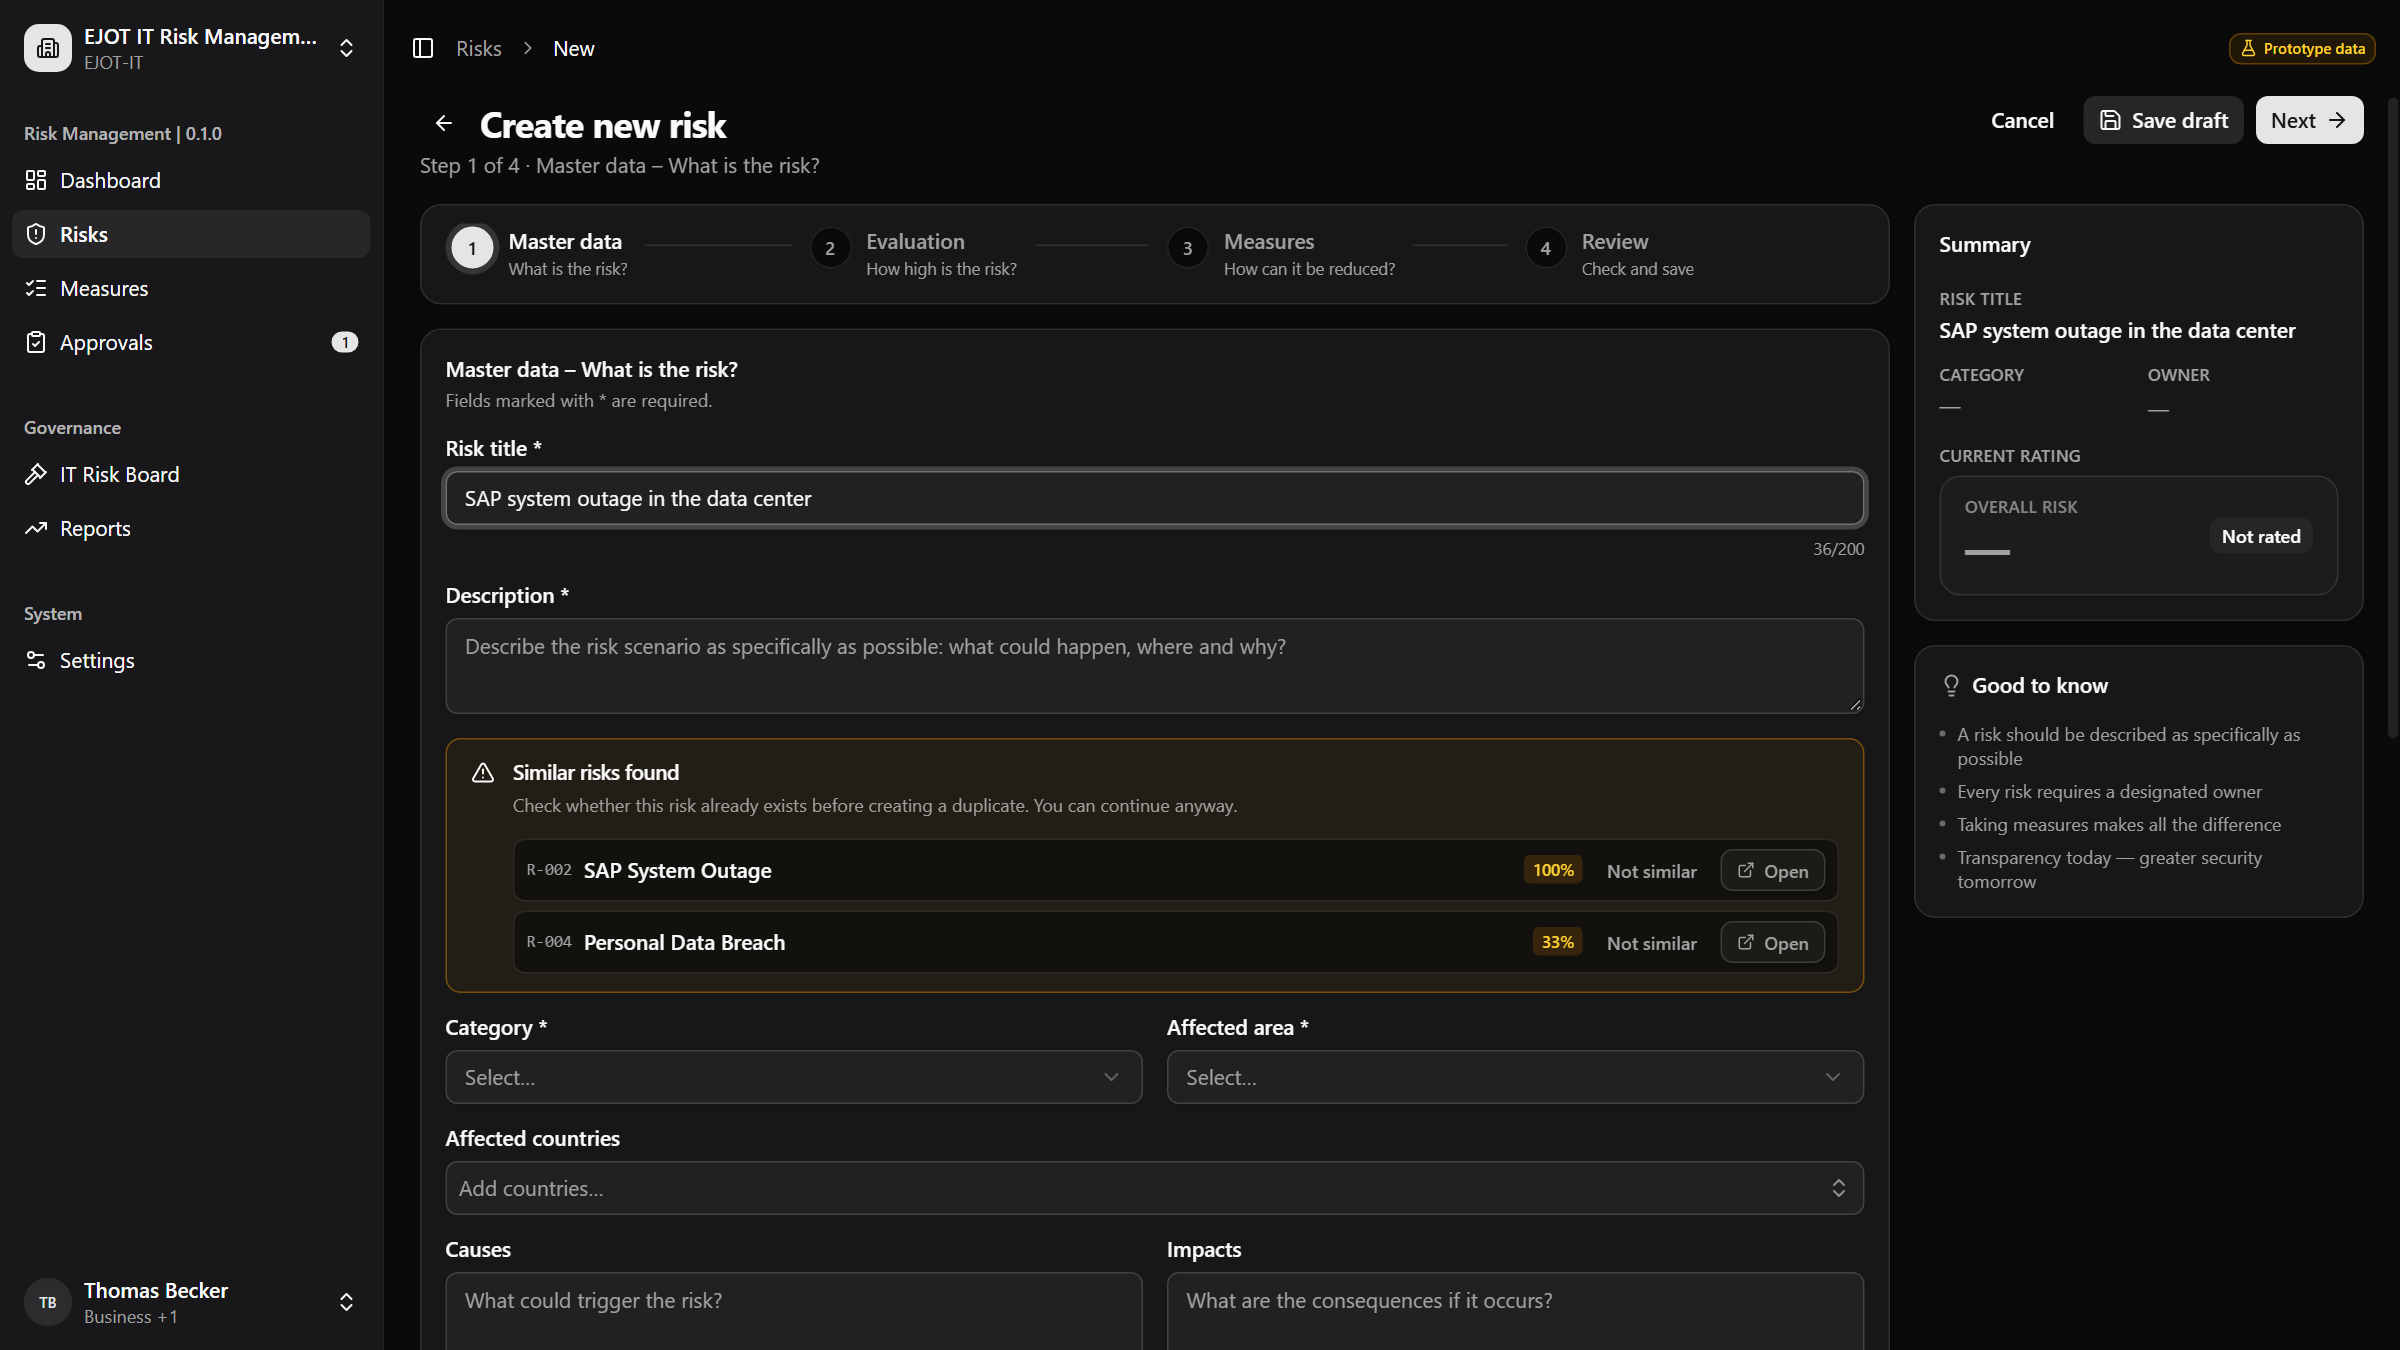 EJOT IT Risk Managem...
EJOT-IT
Risk Management | 0.1.0
Dashboard
Risks
Measures
Approvals
1
Governance
IT Risk Board
Reports
System
Settings
TB
Thomas Becker
Business +1
Risks
New
Prototype data
Create new risk
Step 1 of 4 · Master data – What is the risk?
Cancel
Save draft
Next
1
Master data
What is the risk?
2
Evaluation
How high is the risk?
3
Measures
How can it be reduced?
4
Review
Check and save
Master data – What is the risk?
Fields marked with * are required.
Risk title *
SAP system outage in the data center
36/200
Description *
Describe the risk scenario as specifically as possible: what could happen, where and why?
Similar risks found
Check whether this risk already exists before creating a duplicate. You can continue anyway.
R-002 SAP System Outage 100% Not similar Open
R-004 Personal Data Breach 33% Not similar Open
Category *
Select...
Affected area *
Select...
Affected countries
Add countries...
Causes
What could trigger the risk?
Impacts
What are the consequences if it occurs?
Summary
RISK TITLE
SAP system outage in the data center
CATEGORY
—
OWNER
—
CURRENT RATING
OVERALL RISK
—
Not rated
Good to know
• A risk should be described as specifically as
possible
• Every risk requires a designated owner
• Taking measures makes all the difference
• Transparency today — greater security
tomorrow